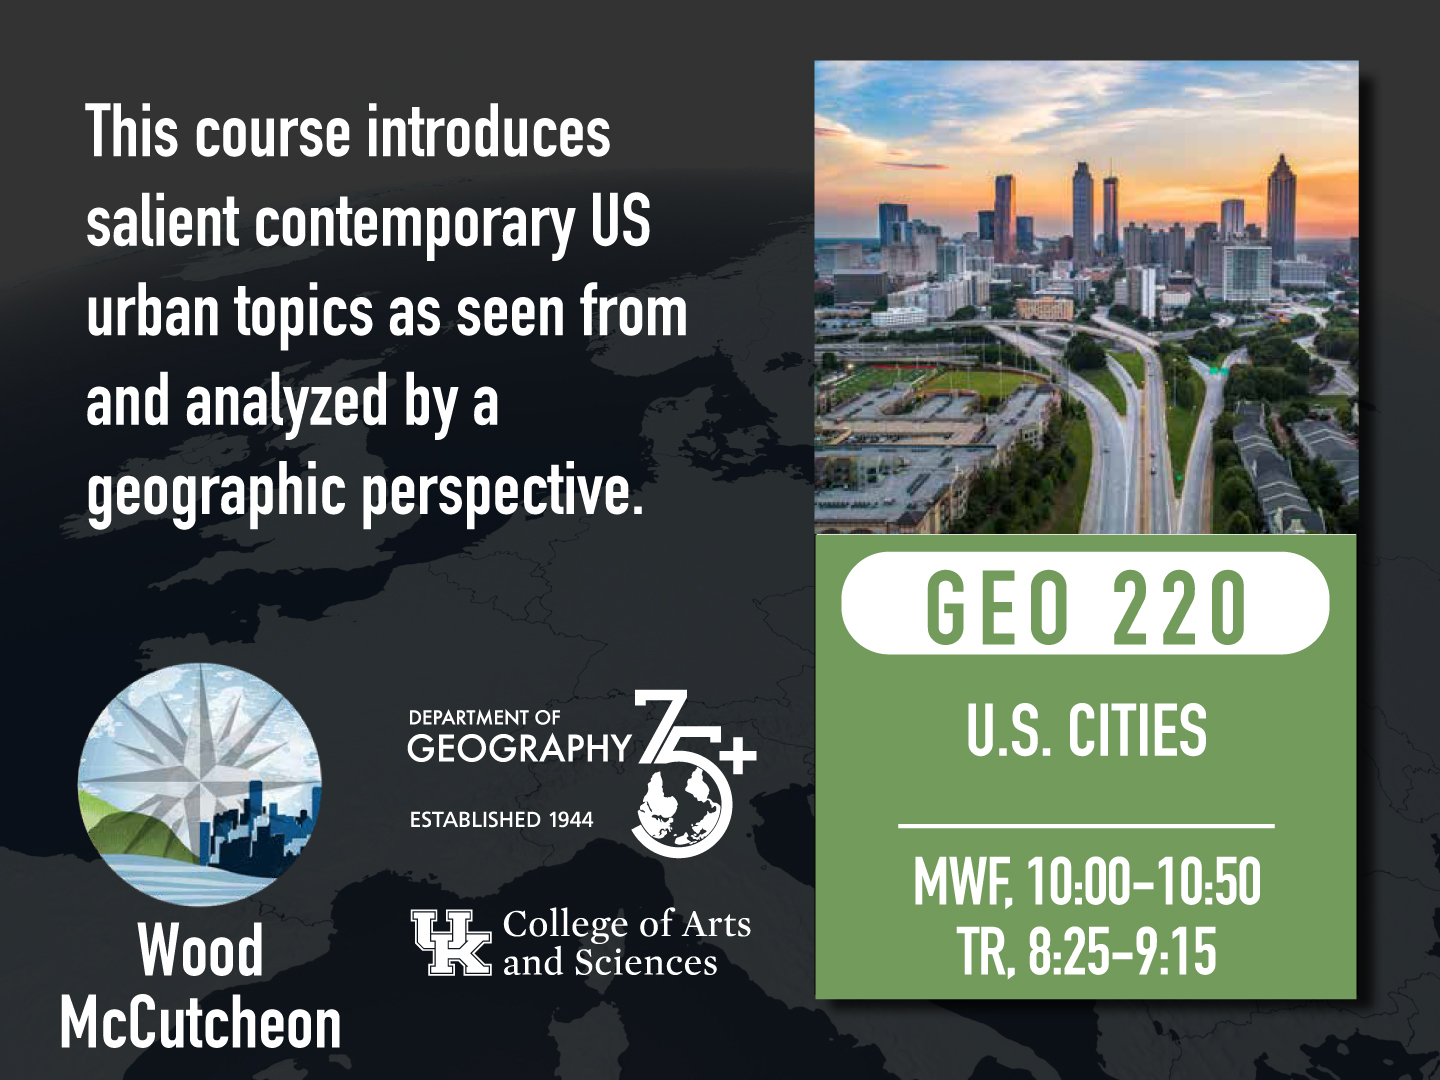 This course introduces
salient contemporary US
urban topics as seen from
and analyzed by a
geographic perspective.
GEO 220
U.S. CITIES
MWF, 10:00-10:50
TR, 8:25-9:15
Wood
McCutcheon
DEPARTMENT OF
GEOGRAPHY
75+
ESTABLISHED 1944
UK
College of Arts
and Sciences